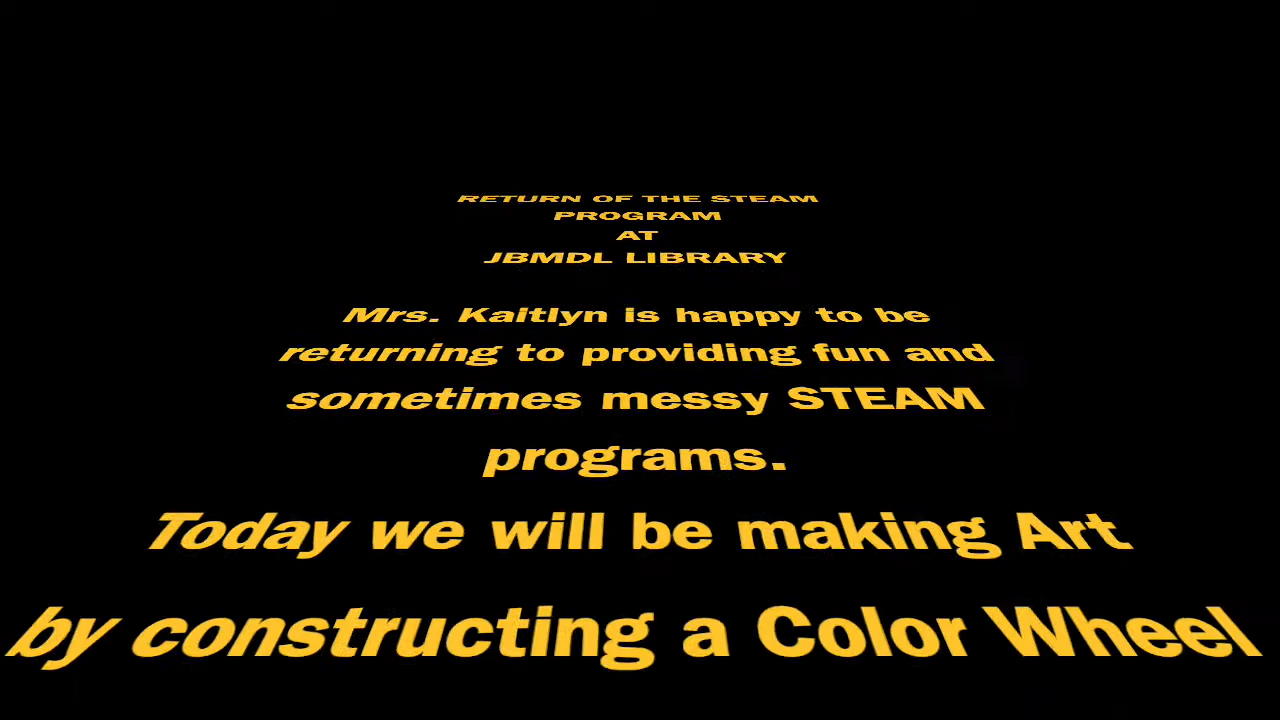 RETURN OF THE STEAM
PROGRAM
AT
JBMDL LIBRARY
Mrs. Kaitlyn is happy to be
returning to providing fun and
sometimes messy STEAM
programs.
Today we will be making Art
by constructing a Color Wheel